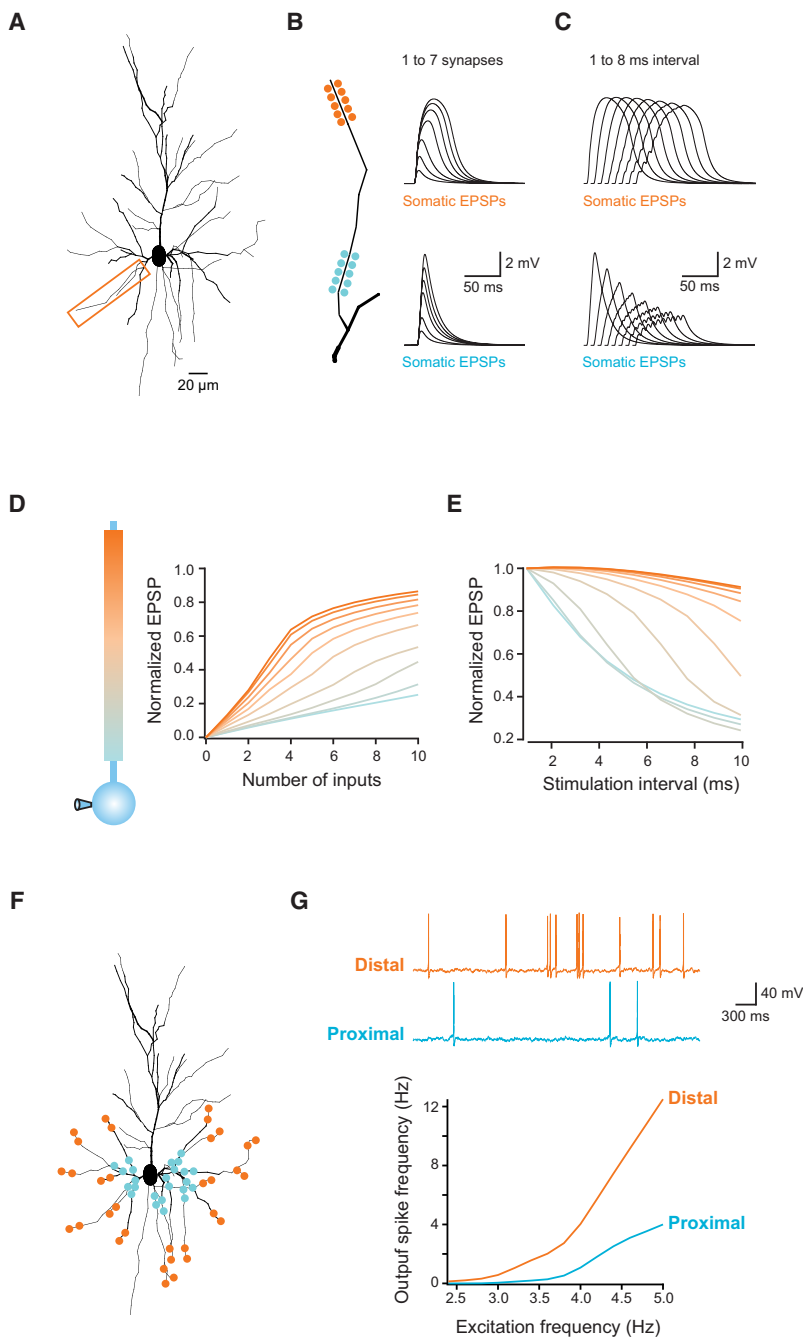 A
B
C
1 to 7 synapses
1 to 8 ms interval
Somatic EPSPs
Somatic EPSPs
2 mV
50 ms
2 mV
50 ms
Somatic EPSPs
Somatic EPSPs
20 µm
D
E
Normalized EPSP
1.0
0.8
0.6
0.4
0.2
0.0
0 2 4 6 8 10
Number of inputs
Normalized EPSP
1.0
0.8
0.6
0.4
0.2
2 4 6 8 10
Stimulation interval (ms)
F
G
Distal
Proximal
40 mV
300 ms
Outpuf spike frequency (Hz)
12
8
4
0
2.5 3.0 3.5 4.0 4.5 5.0
Excitation frequency (Hz)
Distal
Proximal